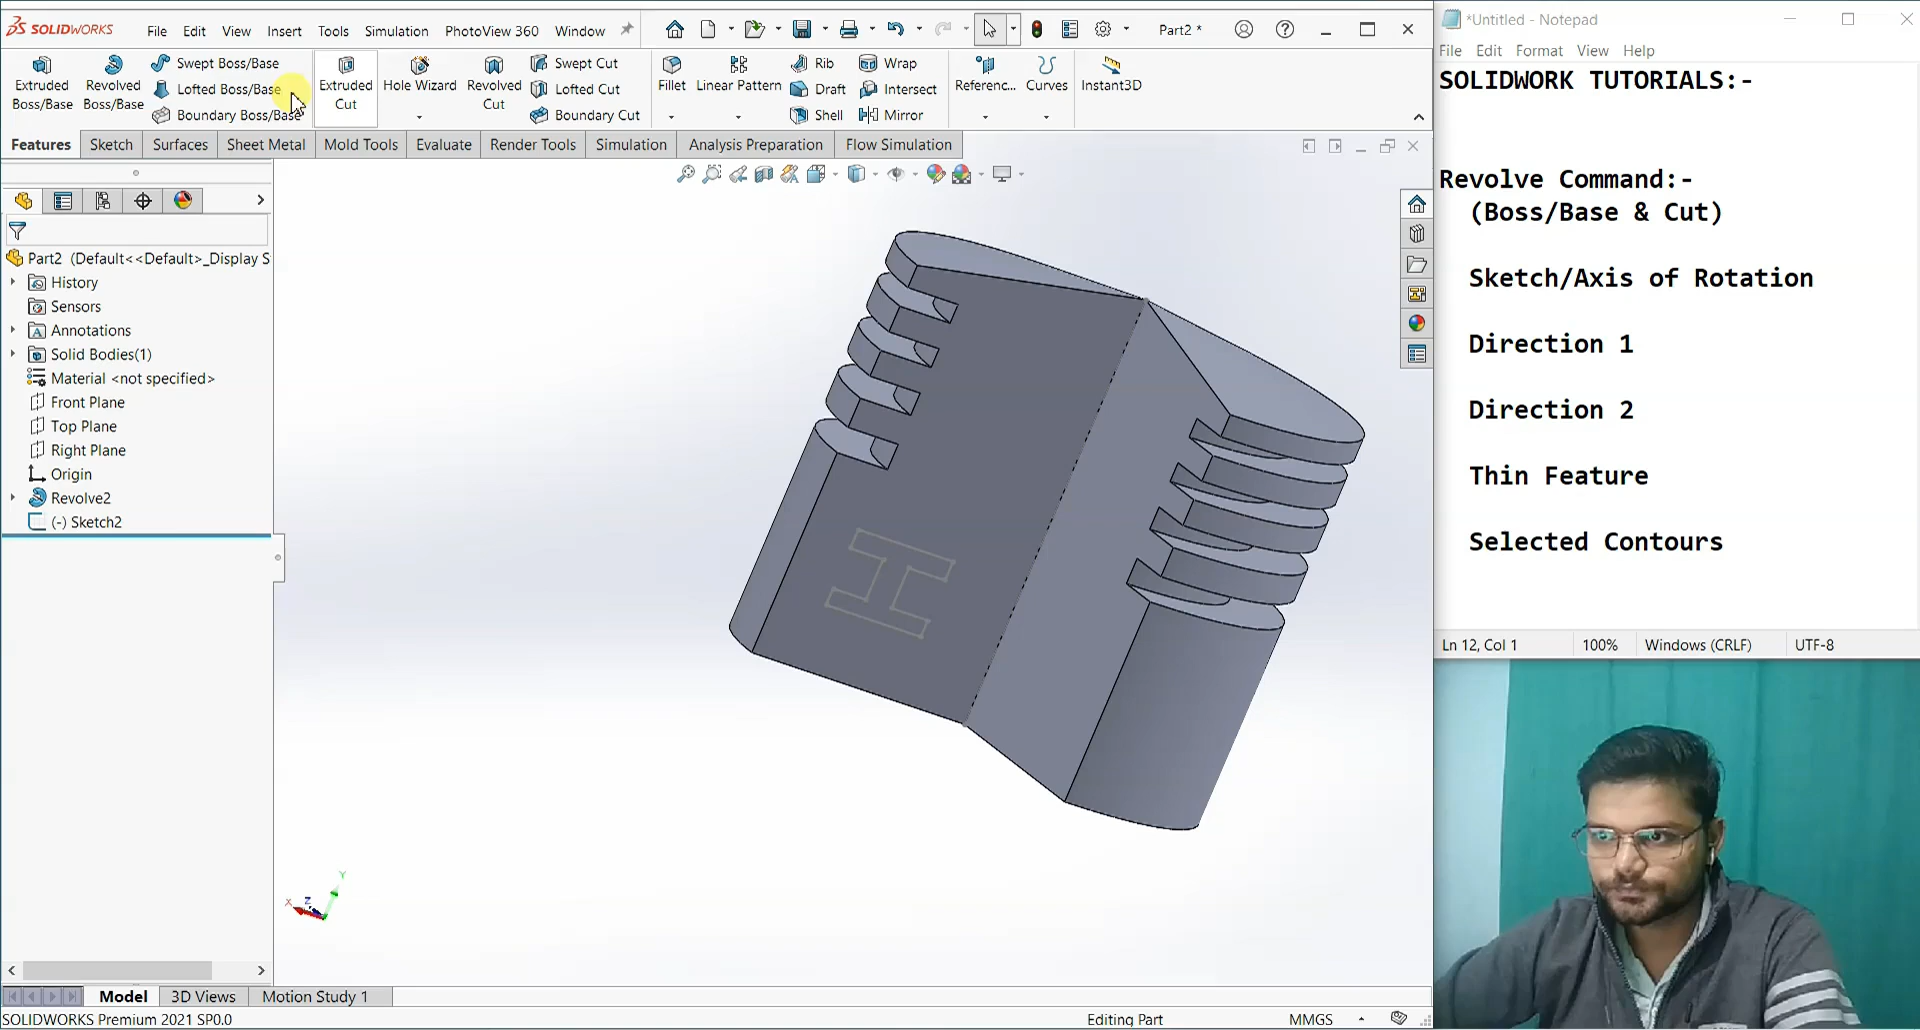 SOLIDWORKS File Edit View Insert Tools Simulation PhotoView 360 Window Part2 *
Extruded Boss/Base
Revolved Boss/Base
Swept Boss/Base
Lofted Boss/Base
Boundary Boss/Base
Extruded Cut
Hole Wizard
Revolved Cut
Swept Cut
Lofted Cut
Boundary Cut
Fillet
Linear Pattern
Rib
Draft
Shell
Wrap
Intersect
Mirror
Referenc...
Curves
Instant3D
Features Sketch Surfaces Sheet Metal Mold Tools Evaluate Render Tools Simulation Analysis Preparation Flow Simulation
Part2 (Default<<Default>_Display S
History
Sensors
Annotations
Solid Bodies(1)
Material <not specified>
Front Plane
Top Plane
Right Plane
Origin
Revolve2
(-) Sketch2
Y
X
Z
Model 3D Views Motion Study 1
SOLIDWORKS Premium 2021 SP0.0 Editing Part MMGS
*Untitled - Notepad
File Edit Format View Help
SOLIDWORK TUTORIALS:-
Revolve Command:-
(Boss/Base & Cut)
Sketch/Axis of Rotation
Direction 1
Direction 2
Thin Feature
Selected Contours
Ln 12, Col 1 100% Windows (CRLF) UTF-8